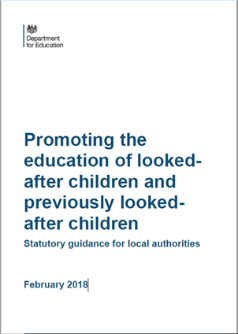 Department
for Education
Promoting the
education of looked-
after children and
previously looked-
after children
Statutory guidance for local authorities
February 2018